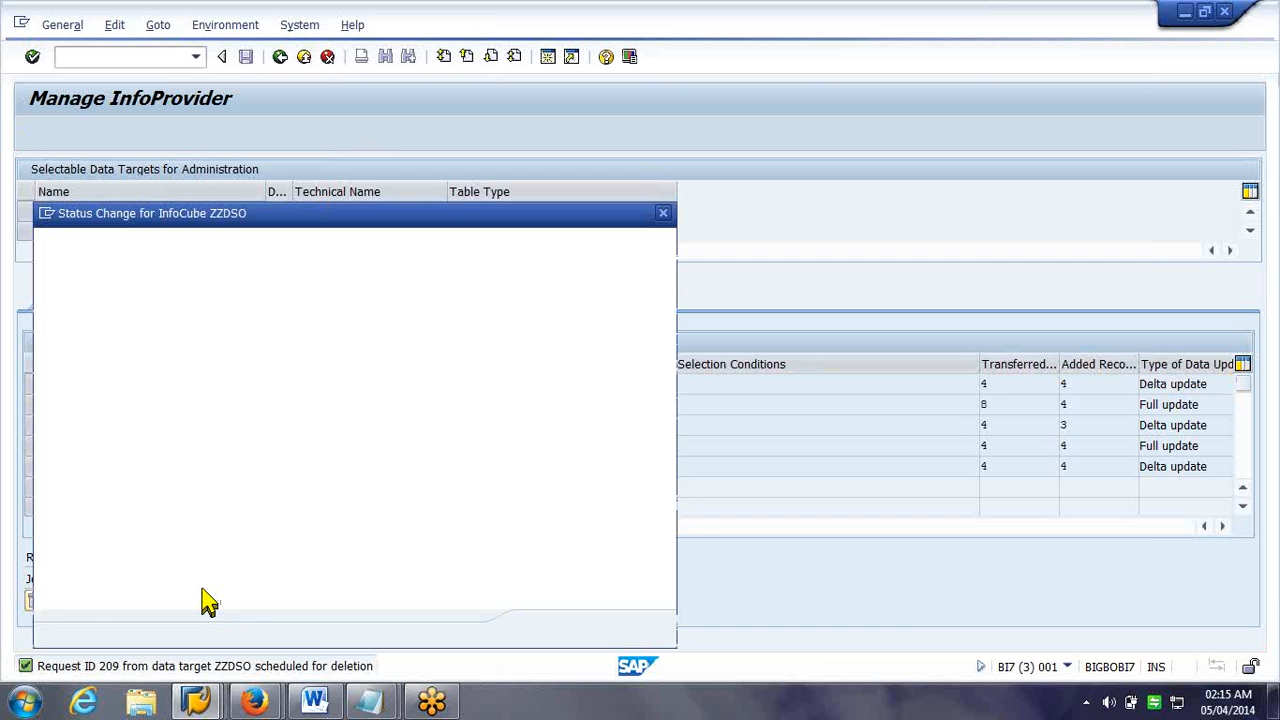 General Edit Goto Environment System Help
Manage InfoProvider
Selectable Data Targets for Administration
Name D... Technical Name Table Type
Status Change for InfoCube ZZDSO
Selection Conditions Transferred... Added Reco... Type of Data Upd
4 4 Delta update
8 4 Full update
4 3 Delta update
4 4 Full update
4 4 Delta update
Request ID 209 from data target ZZDSO scheduled for deletion
SAP
BI7 (3) 001 BIGBOBI7 INS
02:15 AM
05/04/2014